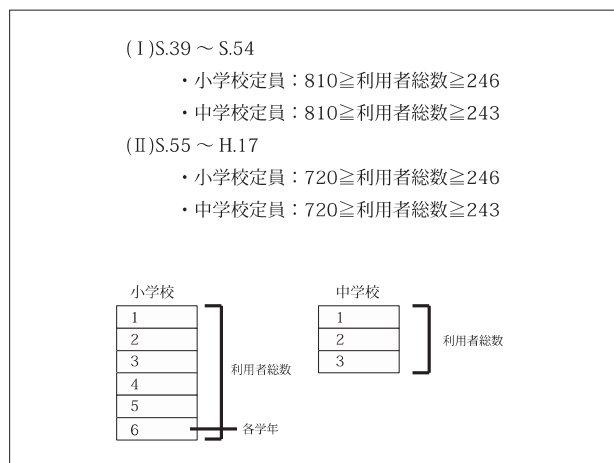 (Ⅰ)S.39 ～ S.54
・小学校定員：810≧利用者総数≧246
・中学校定員：810≧利用者総数≧243
(Ⅱ)S.55 ～ H.17
・小学校定員：720≧利用者総数≧246
・中学校定員：720≧利用者総数≧243
小学校
1
2
3
4
5
6
利用者総数
各学年
中学校
1
2
3
利用者総数